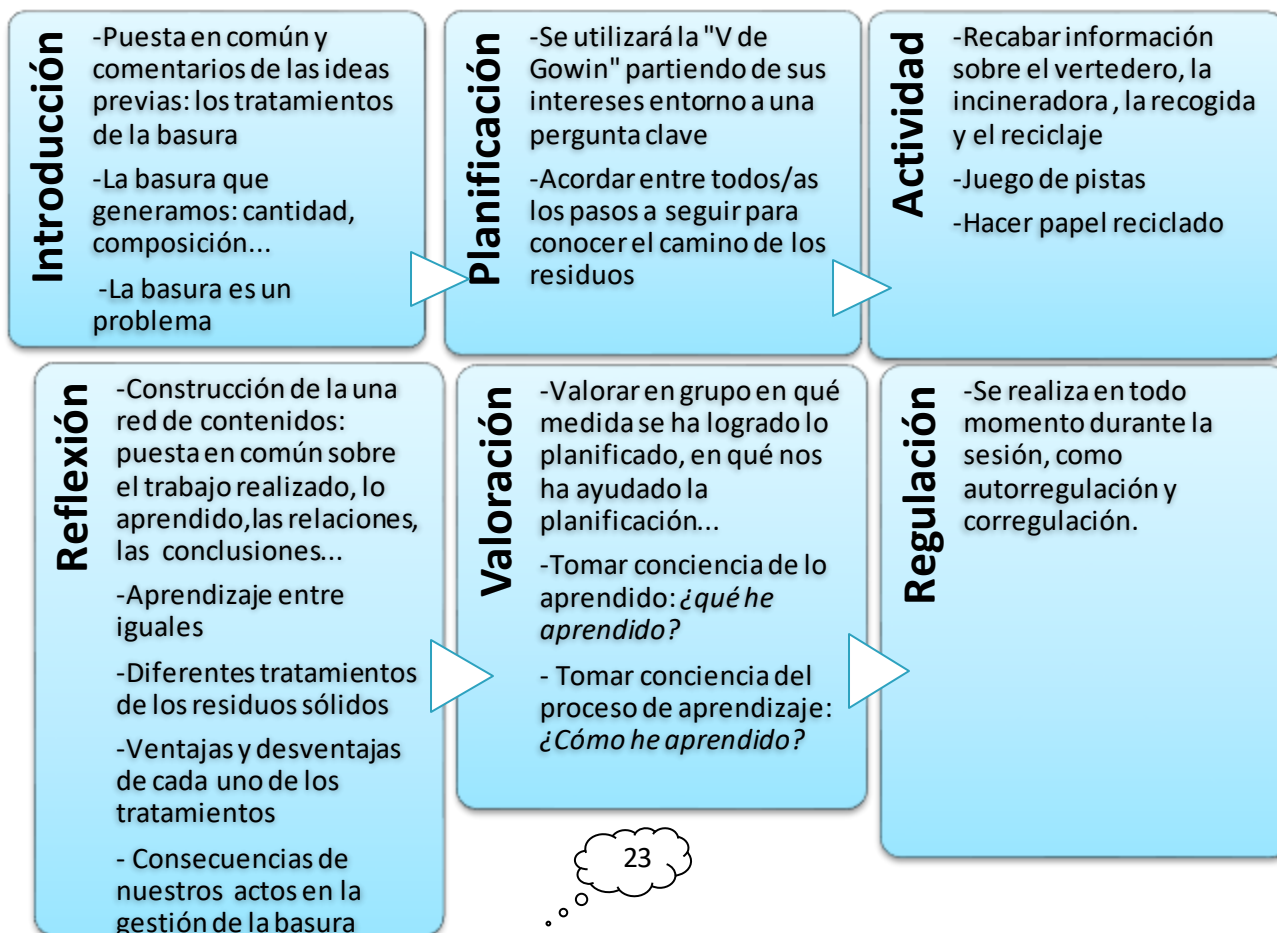 Introducción
-Puesta en común y
comentarios de las ideas
previas: los tratamientos
de la basura
-La basura que
generamos: cantidad,
composición...
-La basura es un
problema
Planificación
-Se utilizará la "V de
Gowin" partiendo de sus
intereses entorno a una
pergunta clave
-Acordar entre todos/as
los pasos a seguir para
conocer el camino de los
residuos
Actividad
-Recabar información
sobre el vertedero, la
incineradora , la recogida
y el reciclaje
-Juego de pistas
-Hacer papel reciclado
Reflexión
-Construcción de la una
red de contenidos:
puesta en común sobre
el trabajo realizado, lo
aprendido,las relaciones,
las conclusiones...
-Aprendizaje entre
iguales
-Diferentes tratamientos
de los residuos sólidos
-Ventajas y desventajas
de cada uno de los
tratamientos
- Consecuencias de
nuestros actos en la
gestión de la basura
Valoración
-Valorar en grupo en qué
medida se ha logrado lo
planificado, en qué nos
ha ayudado la
planificación...
-Tomar conciencia de lo
aprendido: ¿qué he
aprendido?
- Tomar conciencia del
proceso de aprendizaje:
¿Cómo he aprendido?
Regulación
-Se realiza en todo
momento durante la
sesión, como
autorregulación y
corregulación.
23